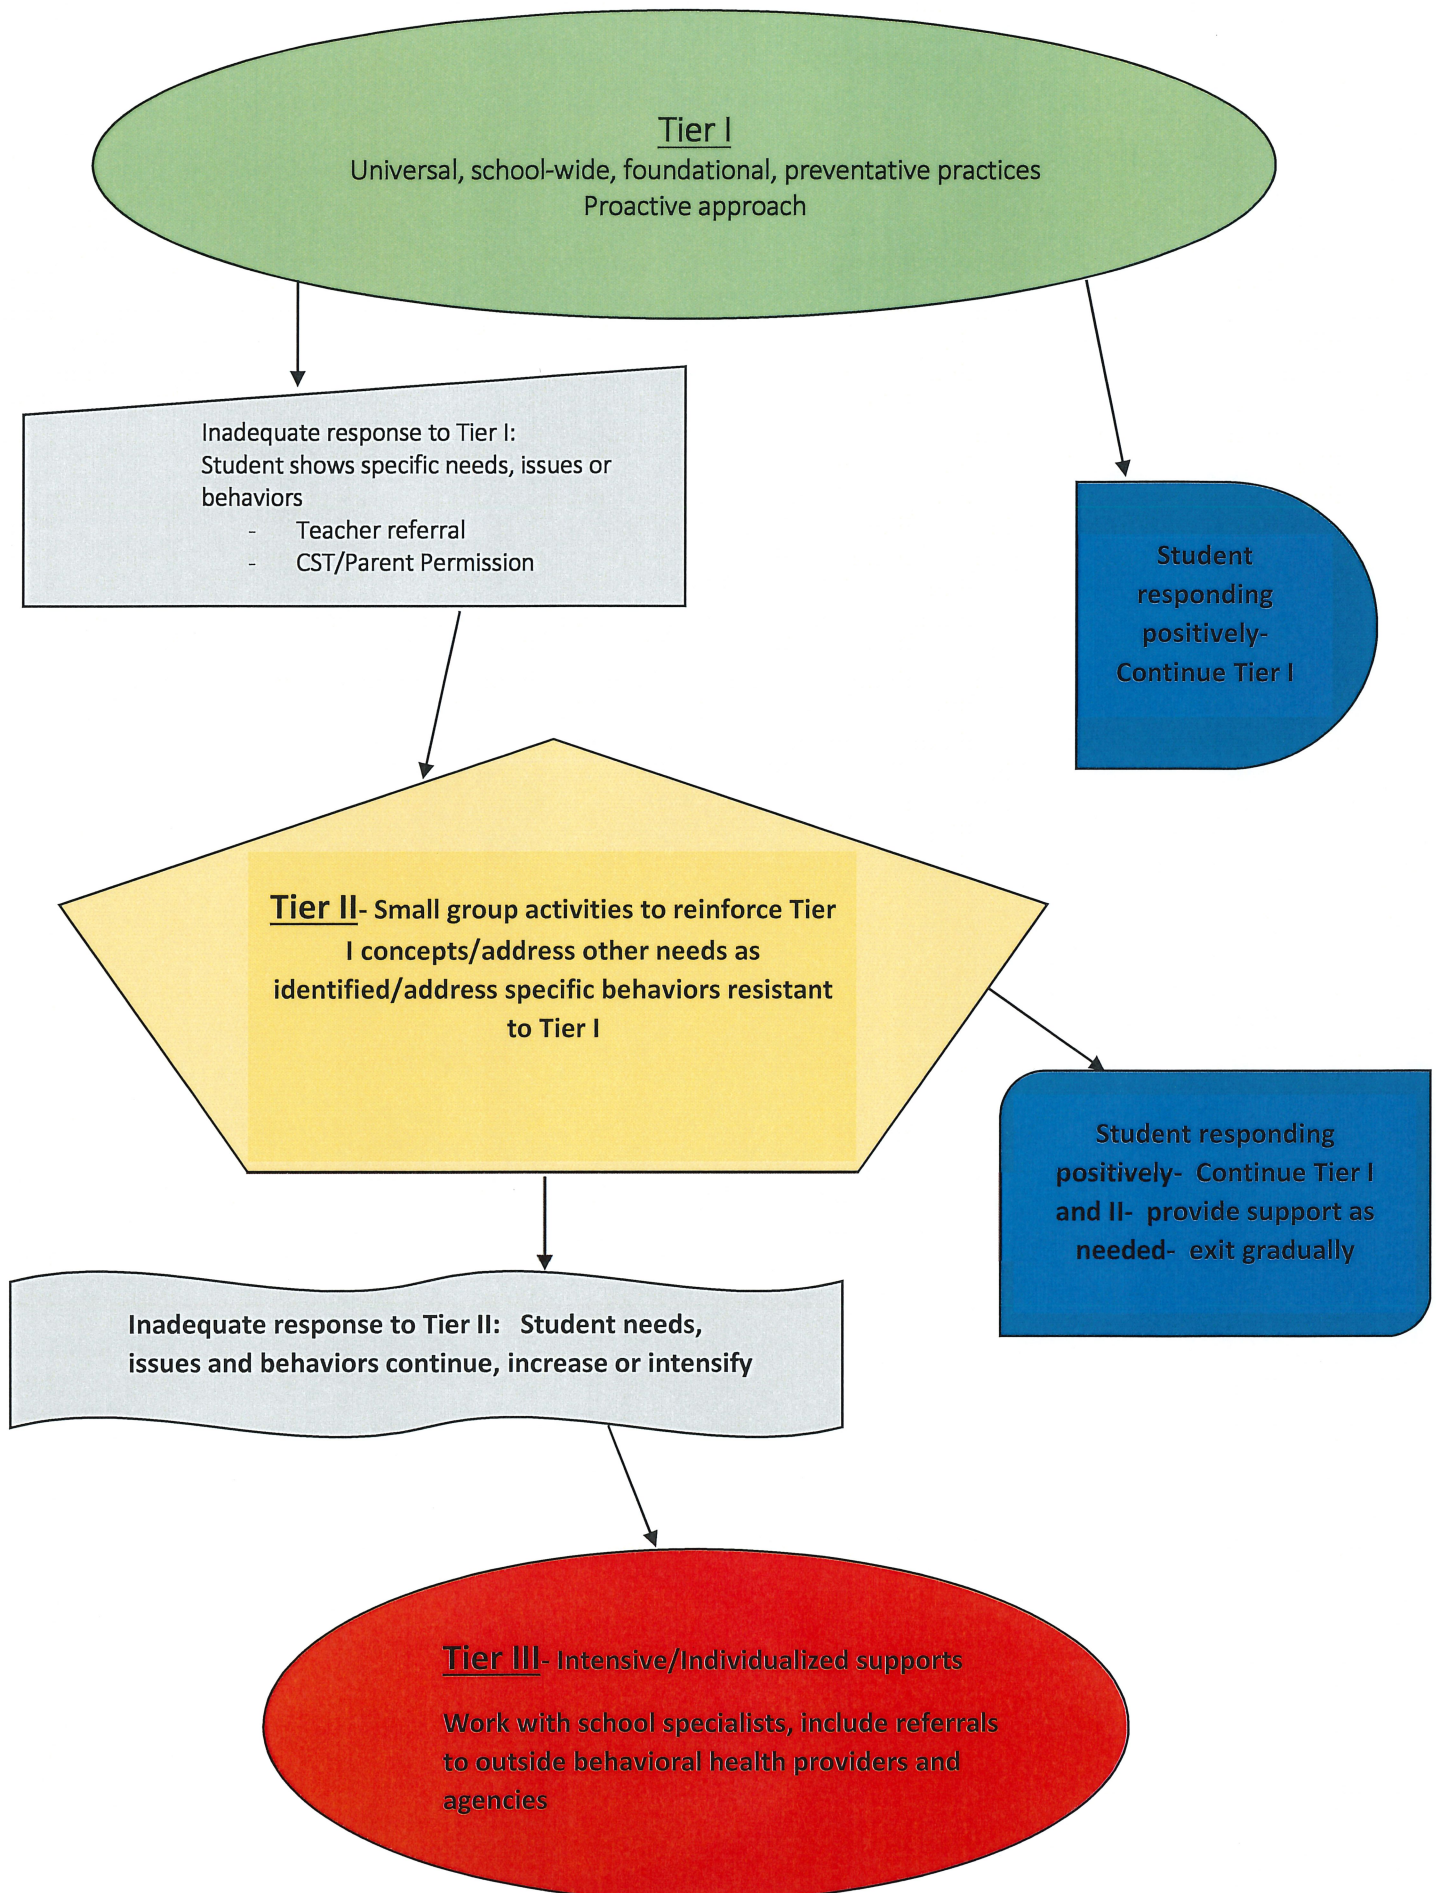 Tier I
Universal, school-wide, foundational, preventative practices
Proactive approach
Inadequate response to Tier I:
Student shows specific needs, issues or
behaviors
- Teacher referral
- CST/Parent Permission
Student
responding
positively-
Continue Tier I
Tier II- Small group activities to reinforce Tier
I concepts/address other needs as
identified/address specific behaviors resistant
to Tier I
Student responding
positively- Continue Tier I
and II- provide support as
needed- exit gradually
Inadequate response to Tier II: Student needs,
issues and behaviors continue, increase or intensify
Tier III- Intensive/Individualized supports
Work with school specialists, include referrals
to outside behavioral health providers and
agencies